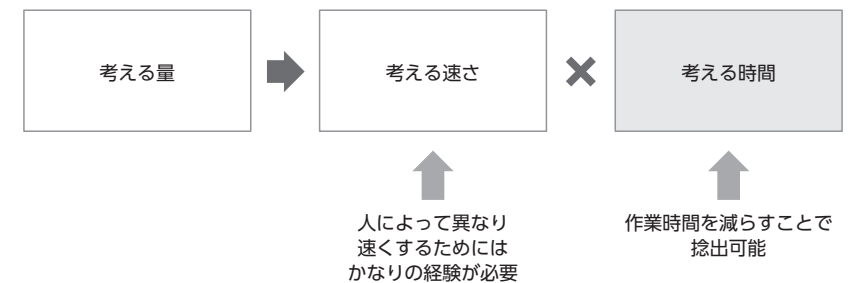 考える量
考える速さ
考える時間
人によって異なり
速くするためには
かなりの経験が必要
作業時間を減らすことで
捻出可能